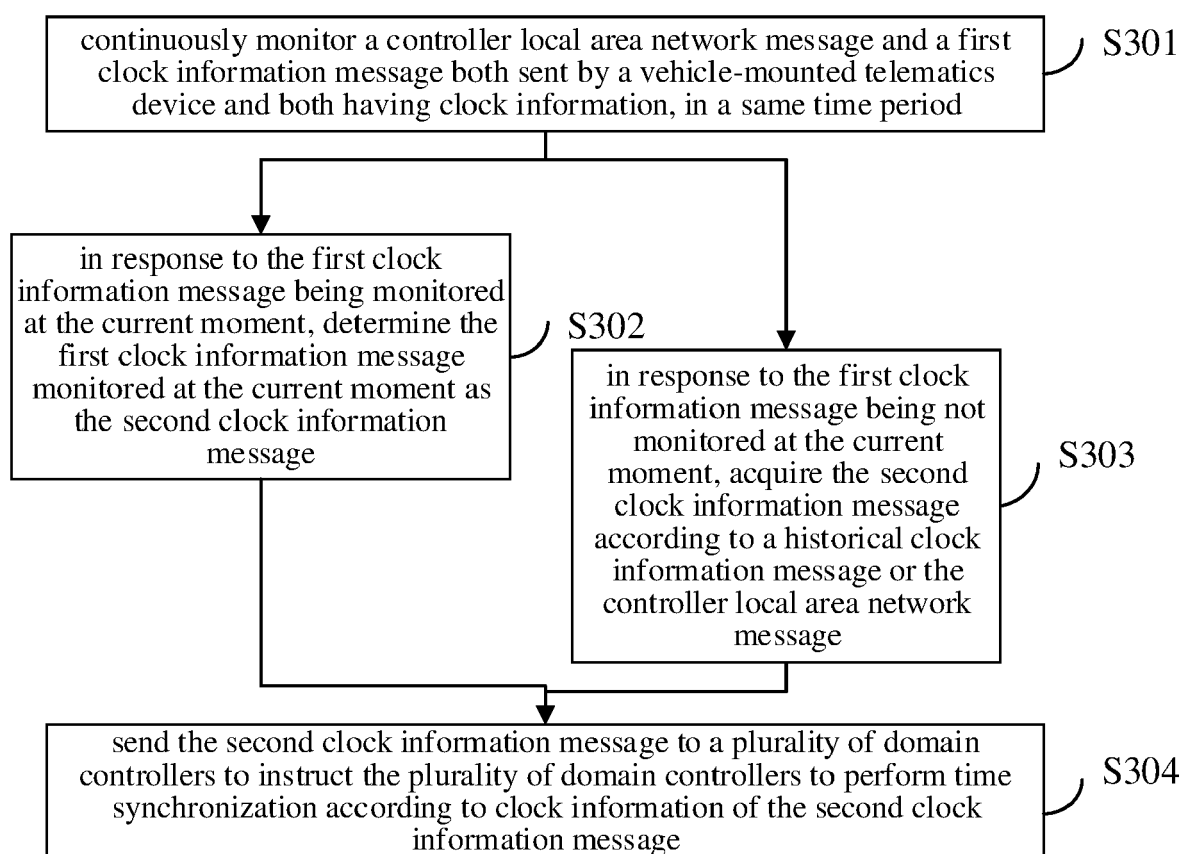 continuously monitor a controller local area network message and a first
clock information message both sent by a vehicle-mounted telematics
device and both having clock information, in a same time period
S301
in response to the first clock
information message being monitored
at the current moment, determine the
first clock information message
monitored at the current moment as
the second clock information
message
S302
in response to the first clock
information message being not
monitored at the current
moment, acquire the second
clock information message
according to a historical clock
information message or the
controller local area network
message
S303
send the second clock information message to a plurality of domain
controllers to instruct the plurality of domain controllers to perform time
synchronization according to clock information of the second clock
information message
S304